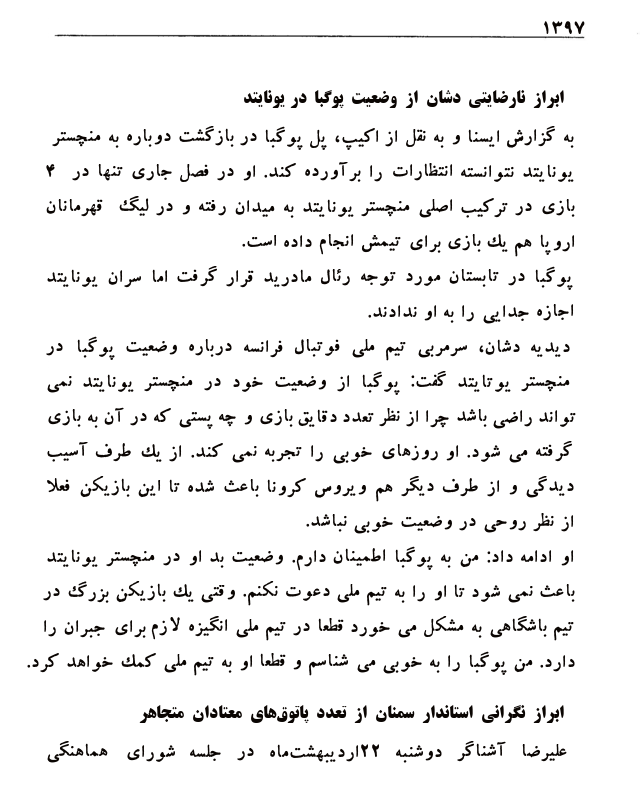 ۱۳۹۷
ابراز نارضایتی دشان از وضعیت پوگبا در یونایتد
به گزارش ایسنا و به نقل از اکیپ، پل پوگبا در بازگشت دوباره به منچستر
یونایتد نتوانسته انتظارات را برآورده کند. او در فصل جاری تنها در ۴
بازی در ترکیب اصلی منچستر یونایتد به میدان رفته و در لیگ قهرمانان
اروپا هم یك بازی برای تیمش انجام داده است.
پوگبا در تابستان مورد توجه رئال مادرید قرار گرفت اما سران یونایتد
اجازه جدایی را به او ندادند.
دیدیه دشان، سرمربی تیم ملی فوتبال فرانسه درباره وضعیت پوگبا در
منچستر یوتایتد گفت: پوگبا از وضعیت خود در منچستر یونایتد نمی
تواند راضی باشد چرا از نظر تعدد دقایق بازی و چه پستی که در آن به بازی
گرفته می شود. او روزهای خوبی را تجربه نمی کند. از یك طرف آسیب
دیدگی و از طرف دیگر هم ویروس کرونا باعث شده تا این بازیکن فعلا
از نظر روحی در وضعیت خوبی نباشد.
او ادامه داد: من به پوگبا اطمینان دارم. وضعیت بد او در منچستر یونایتد
باعث نمی شود تا او را به تیم ملی دعوت نکنم. وقتی یك بازیکن بزرگ در
تیم باشگاهی به مشکل می خورد قطعا در تیم ملی انگیزه لازم برای جبران را
دارد. من پوگبا را به خوبی می شناسم و قطعا او به تیم ملی کمك خواهد کرد.
ابراز نگرانی استاندار سمنان از تعدد پاتوق‌های معتادان متجاهر
علیرضا آشناگر دوشنبه ۲۲اردیبهشت‌ماه در جلسه شورای هماهنگی